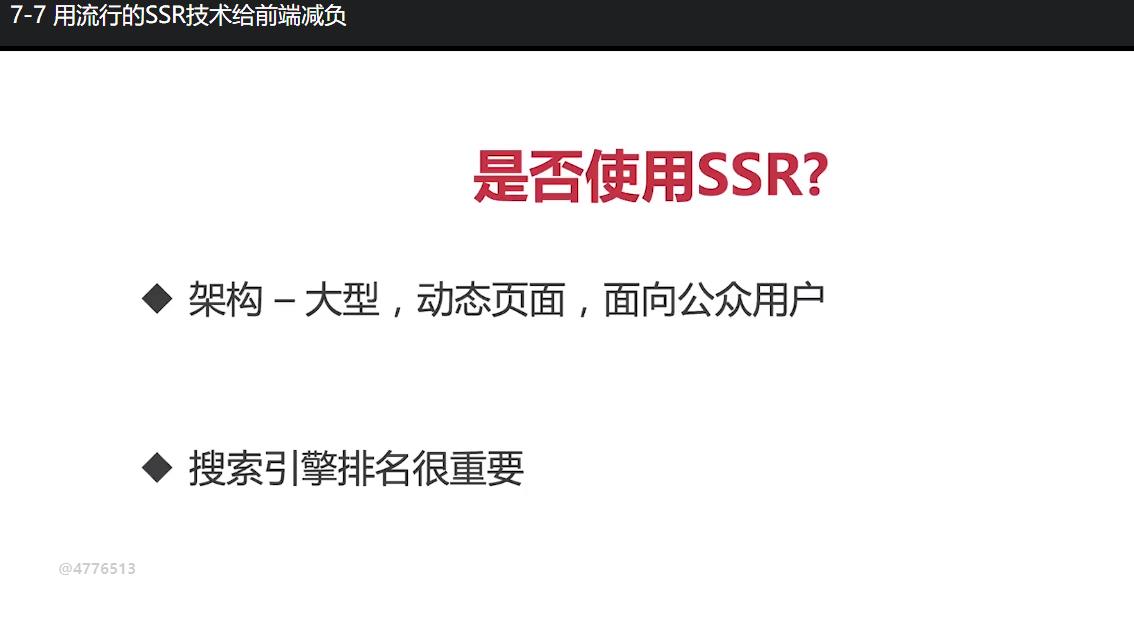 7-7 用流行的SSR技术给前端减负
是否使用SSR?
◆ 架构 – 大型，动态页面，面向公众用户
◆ 搜索引擎排名很重要
@4776513